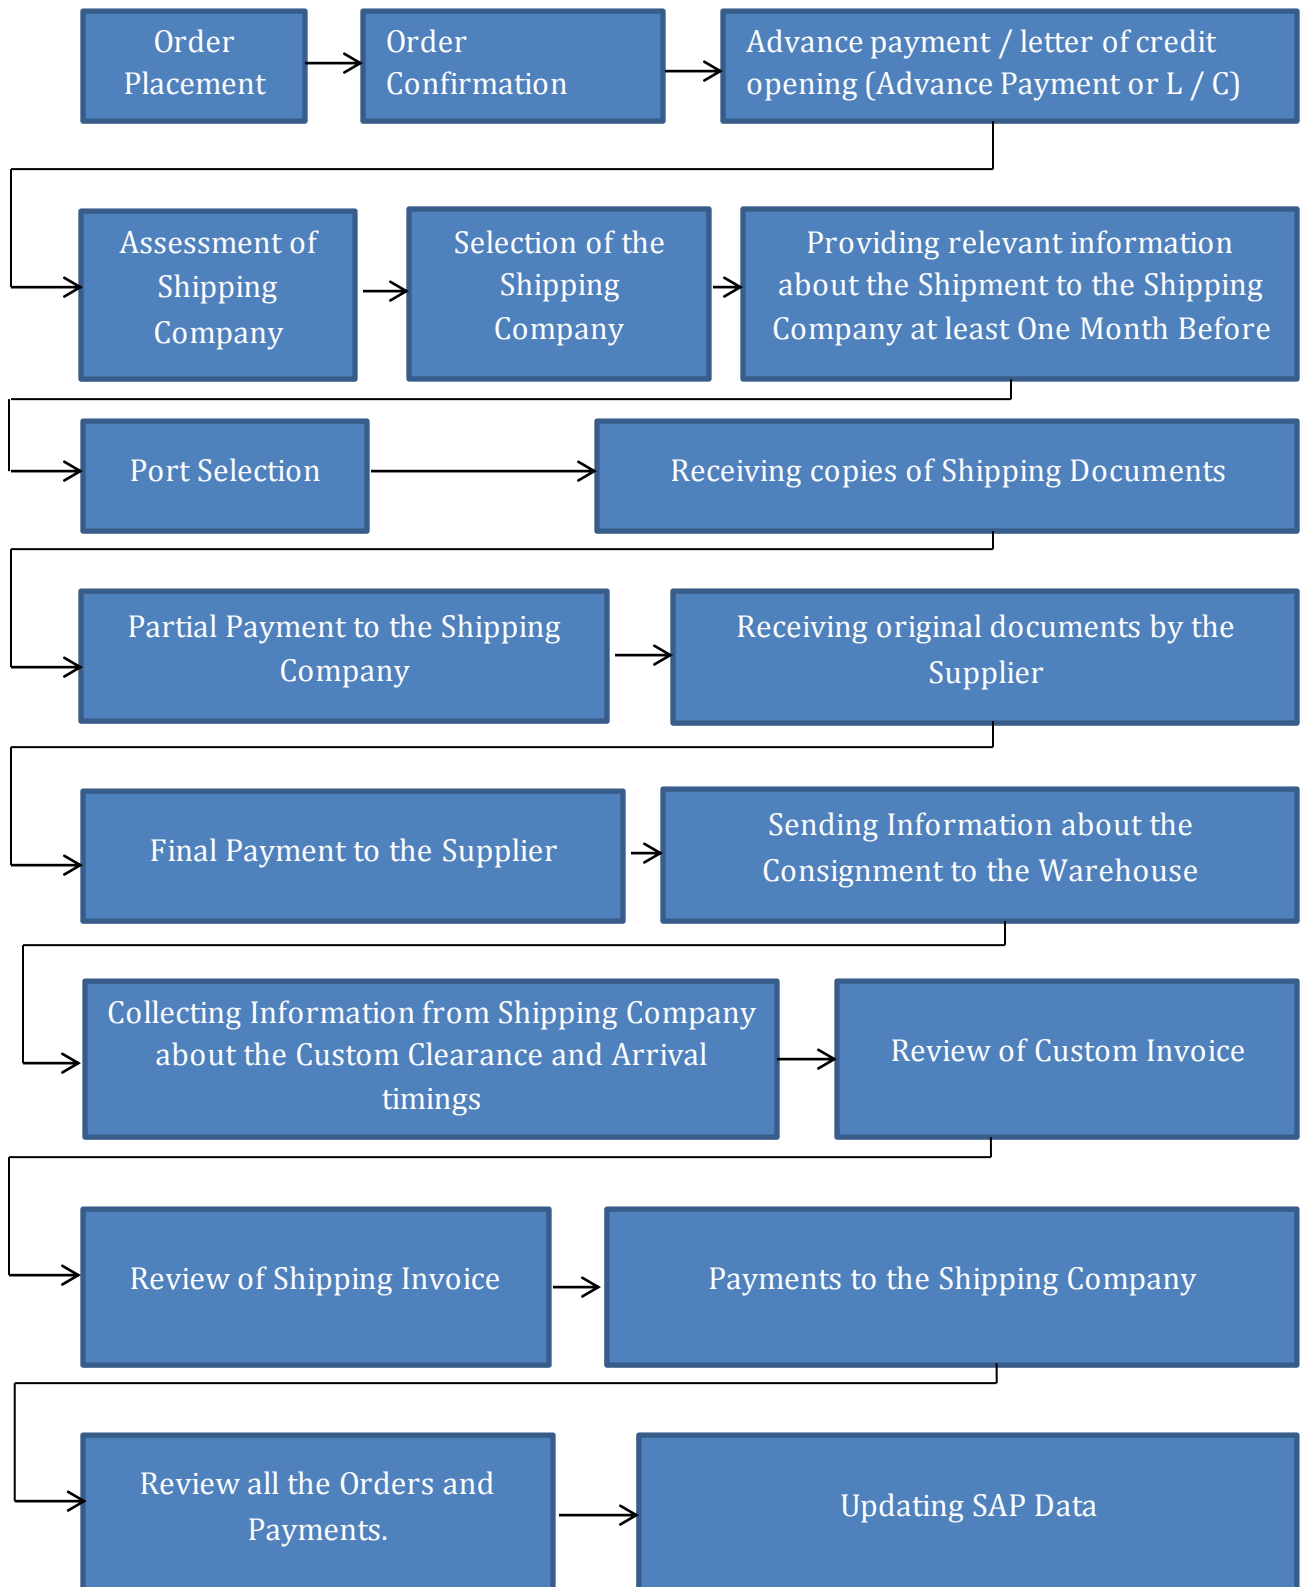 Order
Placement
Order
Confirmation
Advance payment / letter of credit
opening (Advance Payment or L / C)
Assessment of
Shipping
Company
Selection of the
Shipping
Company
Providing relevant information
about the Shipment to the Shipping
Company at least One Month Before
Port Selection
Receiving copies of Shipping Documents
Partial Payment to the Shipping
Company
Receiving original documents by the
Supplier
Final Payment to the Supplier
Sending Information about the
Consignment to the Warehouse
Collecting Information from Shipping Company
about the Custom Clearance and Arrival
timings
Review of Custom Invoice
Review of Shipping Invoice
Payments to the Shipping Company
Review all the Orders and
Payments.
Updating SAP Data